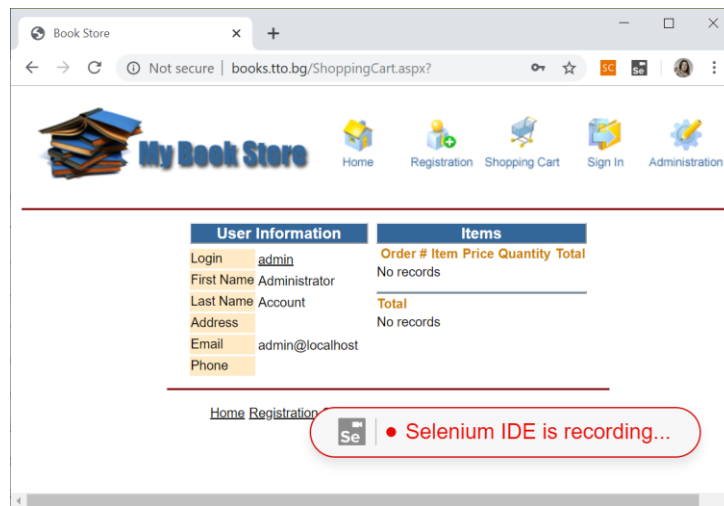 Book Store
Not secure | books.tto.bg/ShoppingCart.aspx?
SC
Se
My Book Store
Home
Registration
Shopping Cart
Sign In
Administration
User Information
Items
Login admin
Order # Item Price Quantity Total
First Name Administrator
No records
Last Name Account
Total
Address
No records
Email admin@localhost
Phone
Home Registration
Se
Selenium IDE is recording...